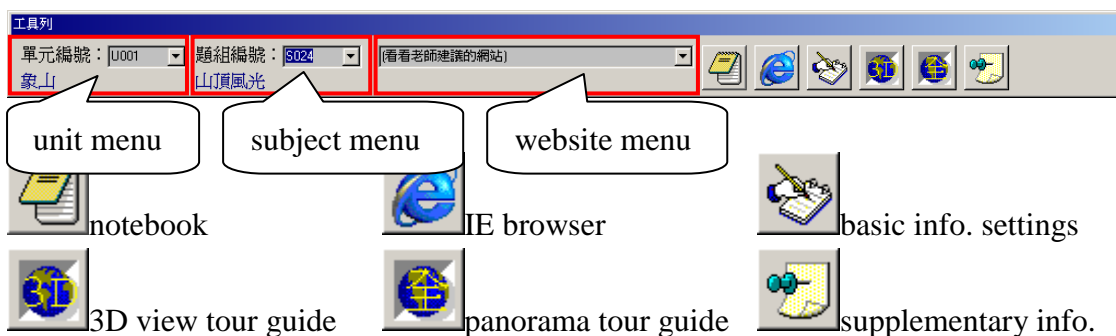 工具列
單元編號：U001 題組編號：S024 (看看老師建議的網站)
象山 山頂風光
unit menu subject menu website menu
notebook IE browser basic info. settings
3D view tour guide panorama tour guide supplementary info.